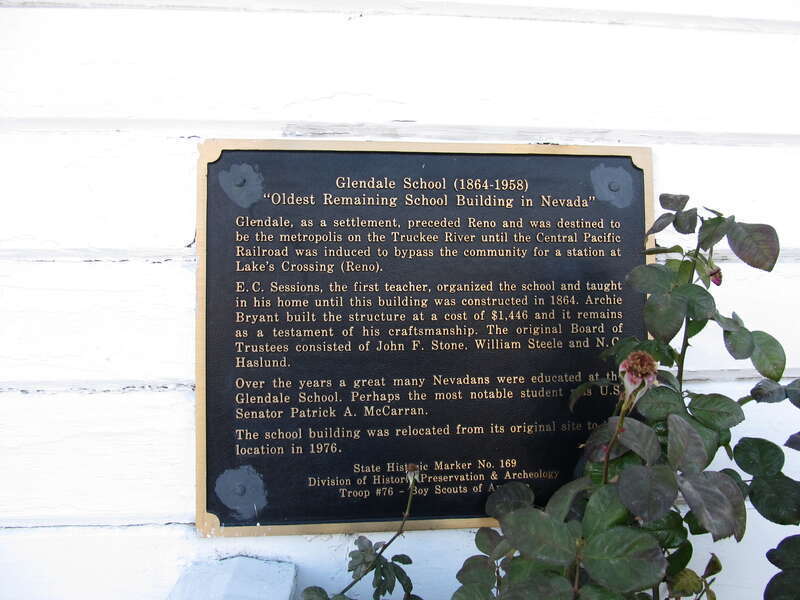 Glendale School (1864-1958)
"Oldest Remaining School Building in Nevada"
Glendale, as a settlement, preceded Reno and was destined to
be the metropolis on the Truckee River until the Central Pacific
Railroad was induced to bypass the community for a station at
Lake's Crossing (Reno).
E. C. Sessions, the first teacher, organized the school and taught
in his home until this building was constructed in 1864. Archie
Bryant built the structure at a cost of $1,446 and it remains
as a testament of his craftsmanship. The original Board of
Trustees consisted of John F. Stone, William Steele and N.C.
Haslund.
Over the years a great many Nevadans were educated at the
Glendale School. Perhaps the most notable student was U.S.
Senator Patrick A. McCarran.
The school building was relocated from its original site to
location in 1976.
State Historic Marker No. 169
Division of Historic Preservation & Archeology
Troop #76 - Boy Scouts of